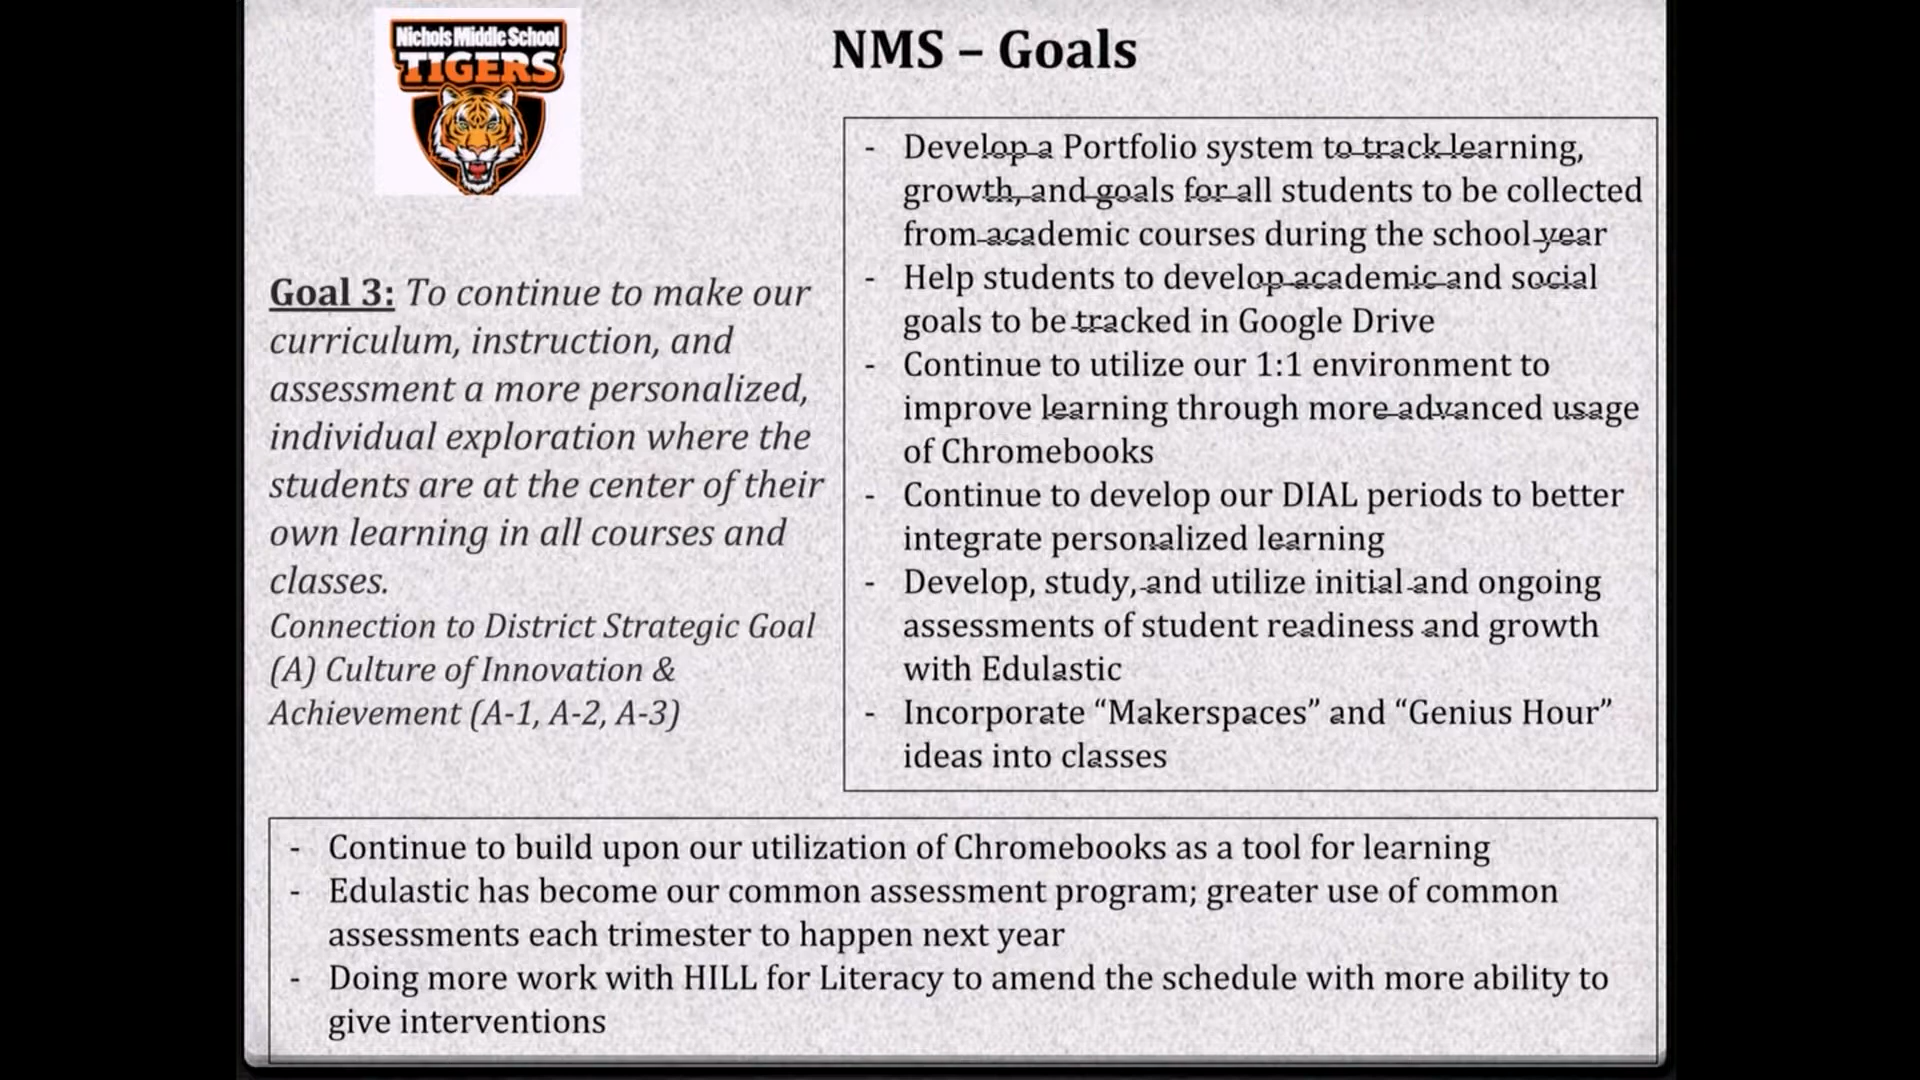 Nichols Middle School
TIGERS
NMS – Goals
Goal 3: To continue to make our
curriculum, instruction, and
assessment a more personalized,
individual exploration where the
students are at the center of their
own learning in all courses and
classes.
Connection to District Strategic Goal
(A) Culture of Innovation &
Achievement (A-1, A-2, A-3)
- Develop a Portfolio system to track learning,
growth, and goals for all students to be collected
from academic courses during the school year
- Help students to develop academic and social
goals to be tracked in Google Drive
- Continue to utilize our 1:1 environment to
improve learning through more advanced usage
of Chromebooks
- Continue to develop our DIAL periods to better
integrate personalized learning
- Develop, study, and utilize initial and ongoing
assessments of student readiness and growth
with Edulastic
- Incorporate “Makerspaces” and “Genius Hour”
ideas into classes
- Continue to build upon our utilization of Chromebooks as a tool for learning
- Edulastic has become our common assessment program; greater use of common
assessments each trimester to happen next year
- Doing more work with HILL for Literacy to amend the schedule with more ability to
give interventions